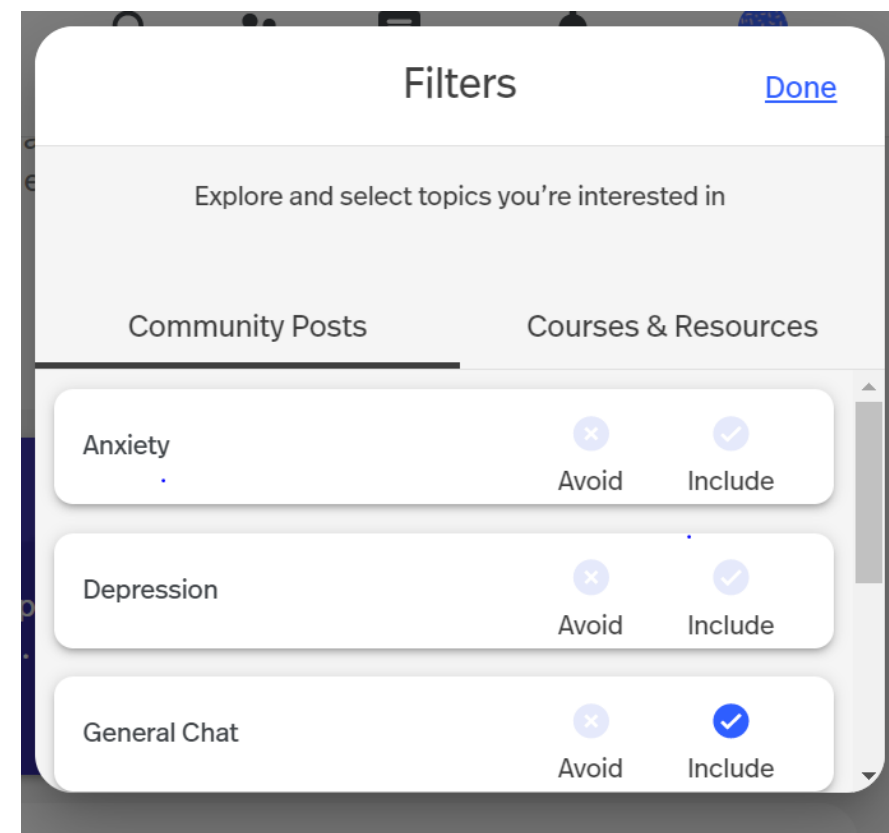 Filters
Done
Explore and select topics you’re interested in
Community Posts
Courses & Resources
Anxiety
Avoid
Include
Depression
Avoid
Include
General Chat
Avoid
Include